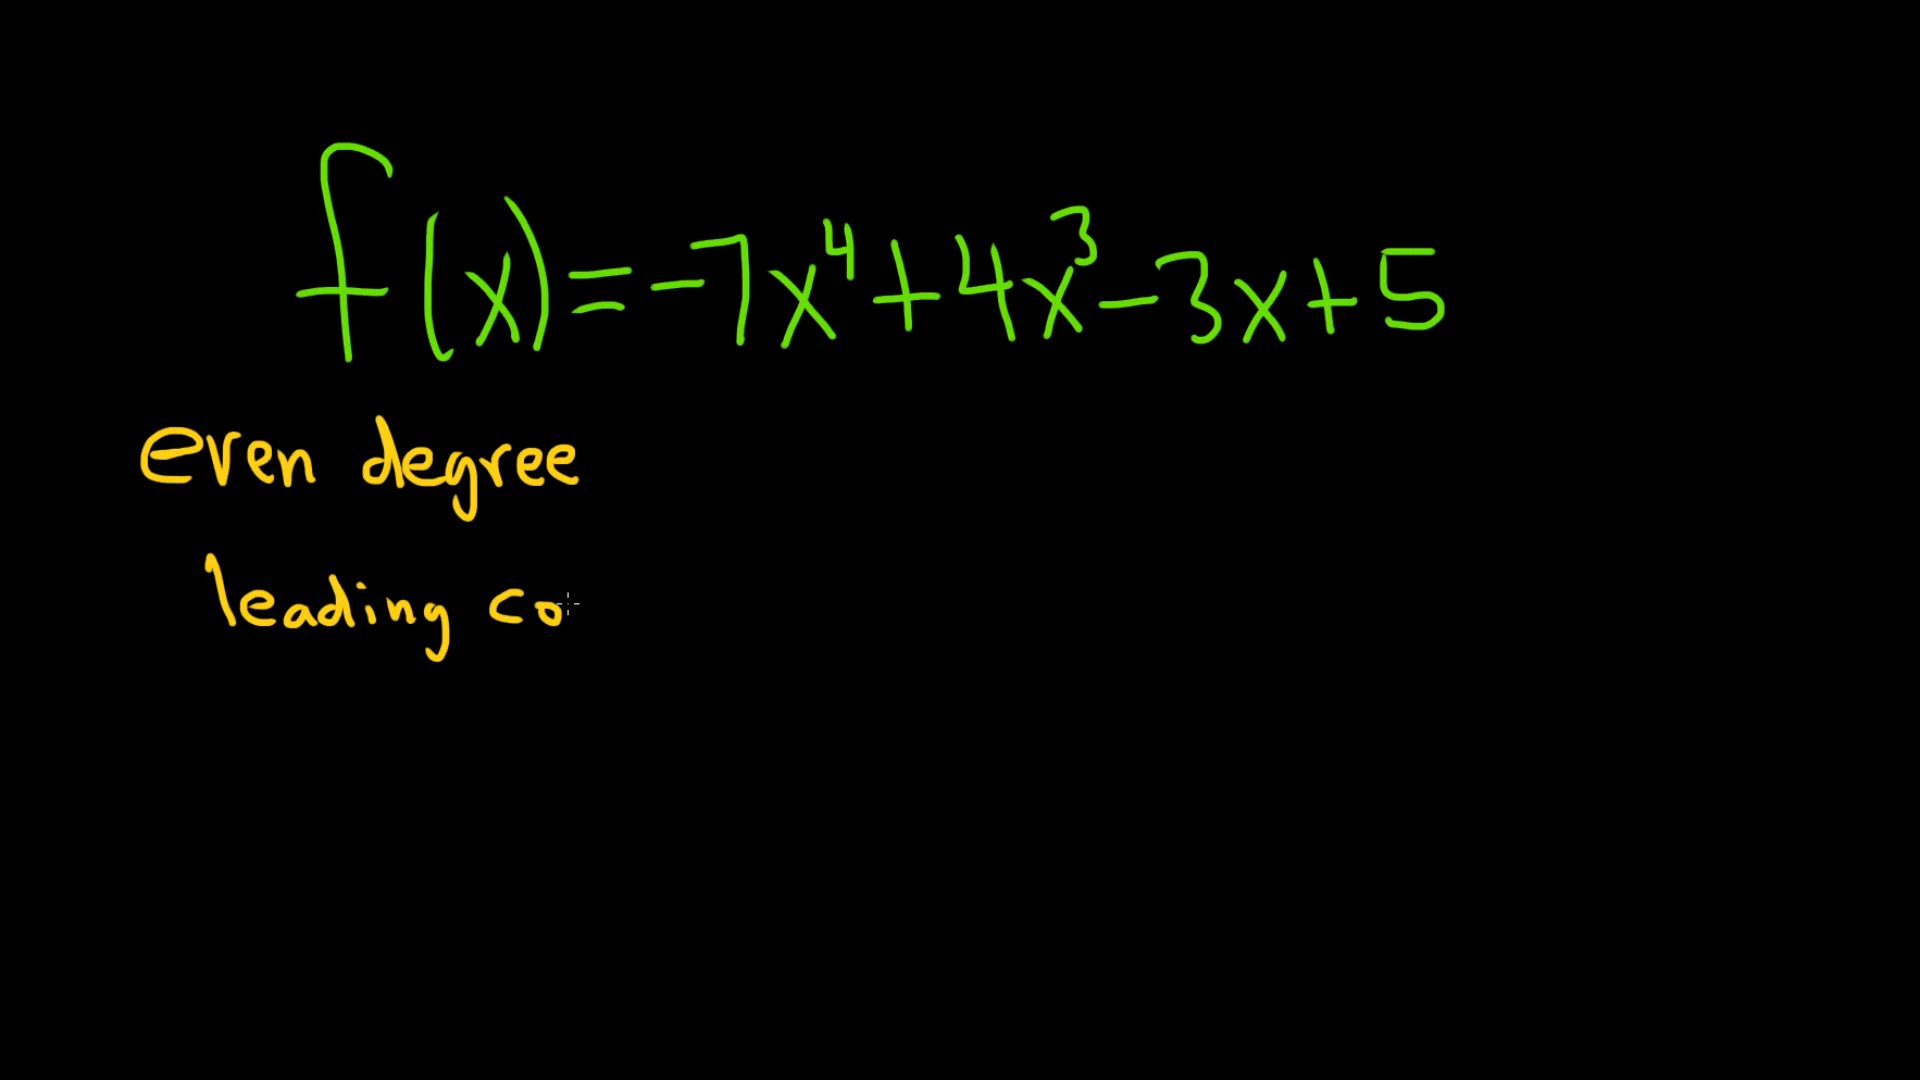 f(x)=-7x⁴+4x³-3x+5
even degree
leading co